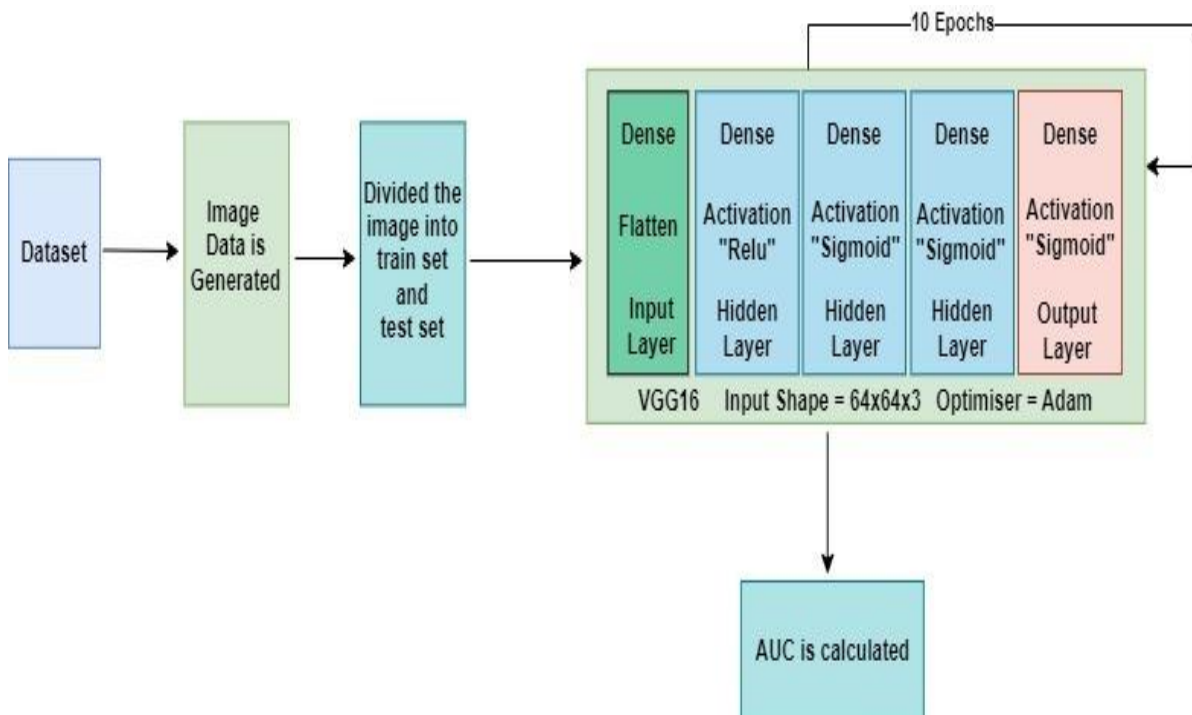 10 Epochs
Dataset
Image
Data is
Generated
Divided the
image into
train set
and
test set
Dense
Flatten
Input
Layer
Dense
Activation
"Relu"
Hidden
Layer
Dense
Activation
"Sigmoid"
Hidden
Layer
Dense
Activation
"Sigmoid"
Hidden
Layer
Dense
Activation
"Sigmoid"
Output
Layer
VGG16 Input Shape = 64x64x3 Optimiser = Adam
AUC is calculated